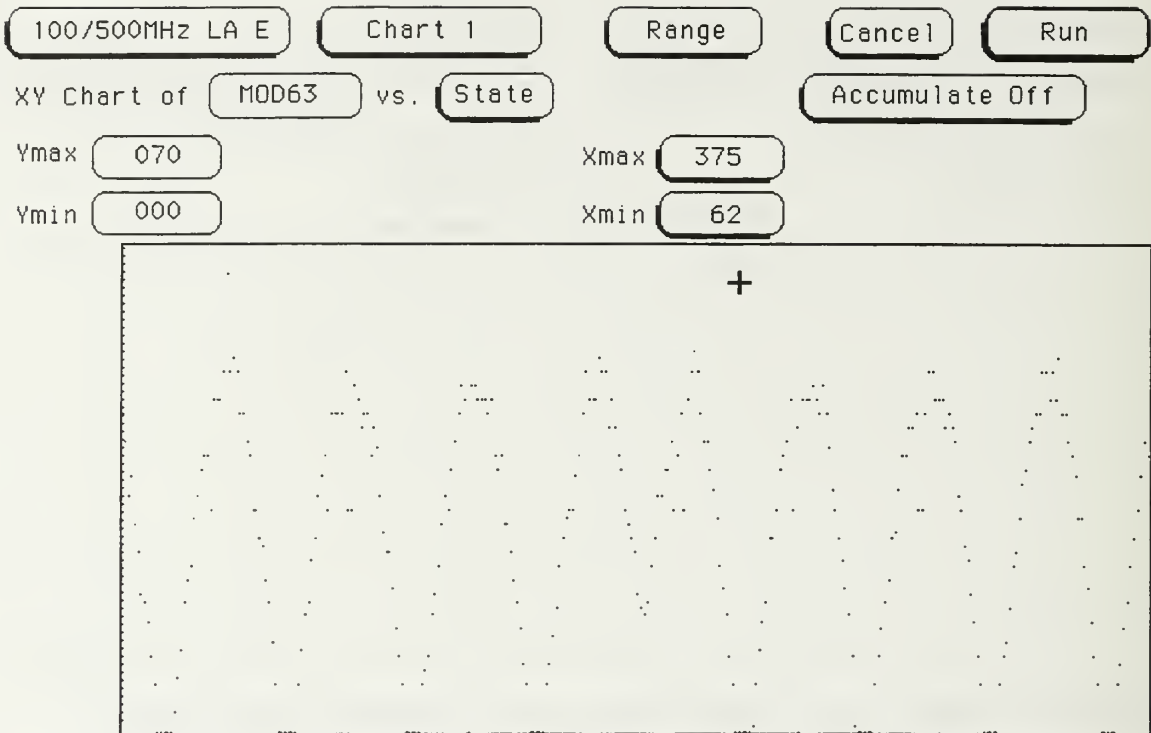 100/500MHz LA E Chart 1 Range Cancel Run
XY Chart of MOD63 vs. State Accumulate Off
Ymax 070 Xmax 375
Ymin 000 Xmin 62